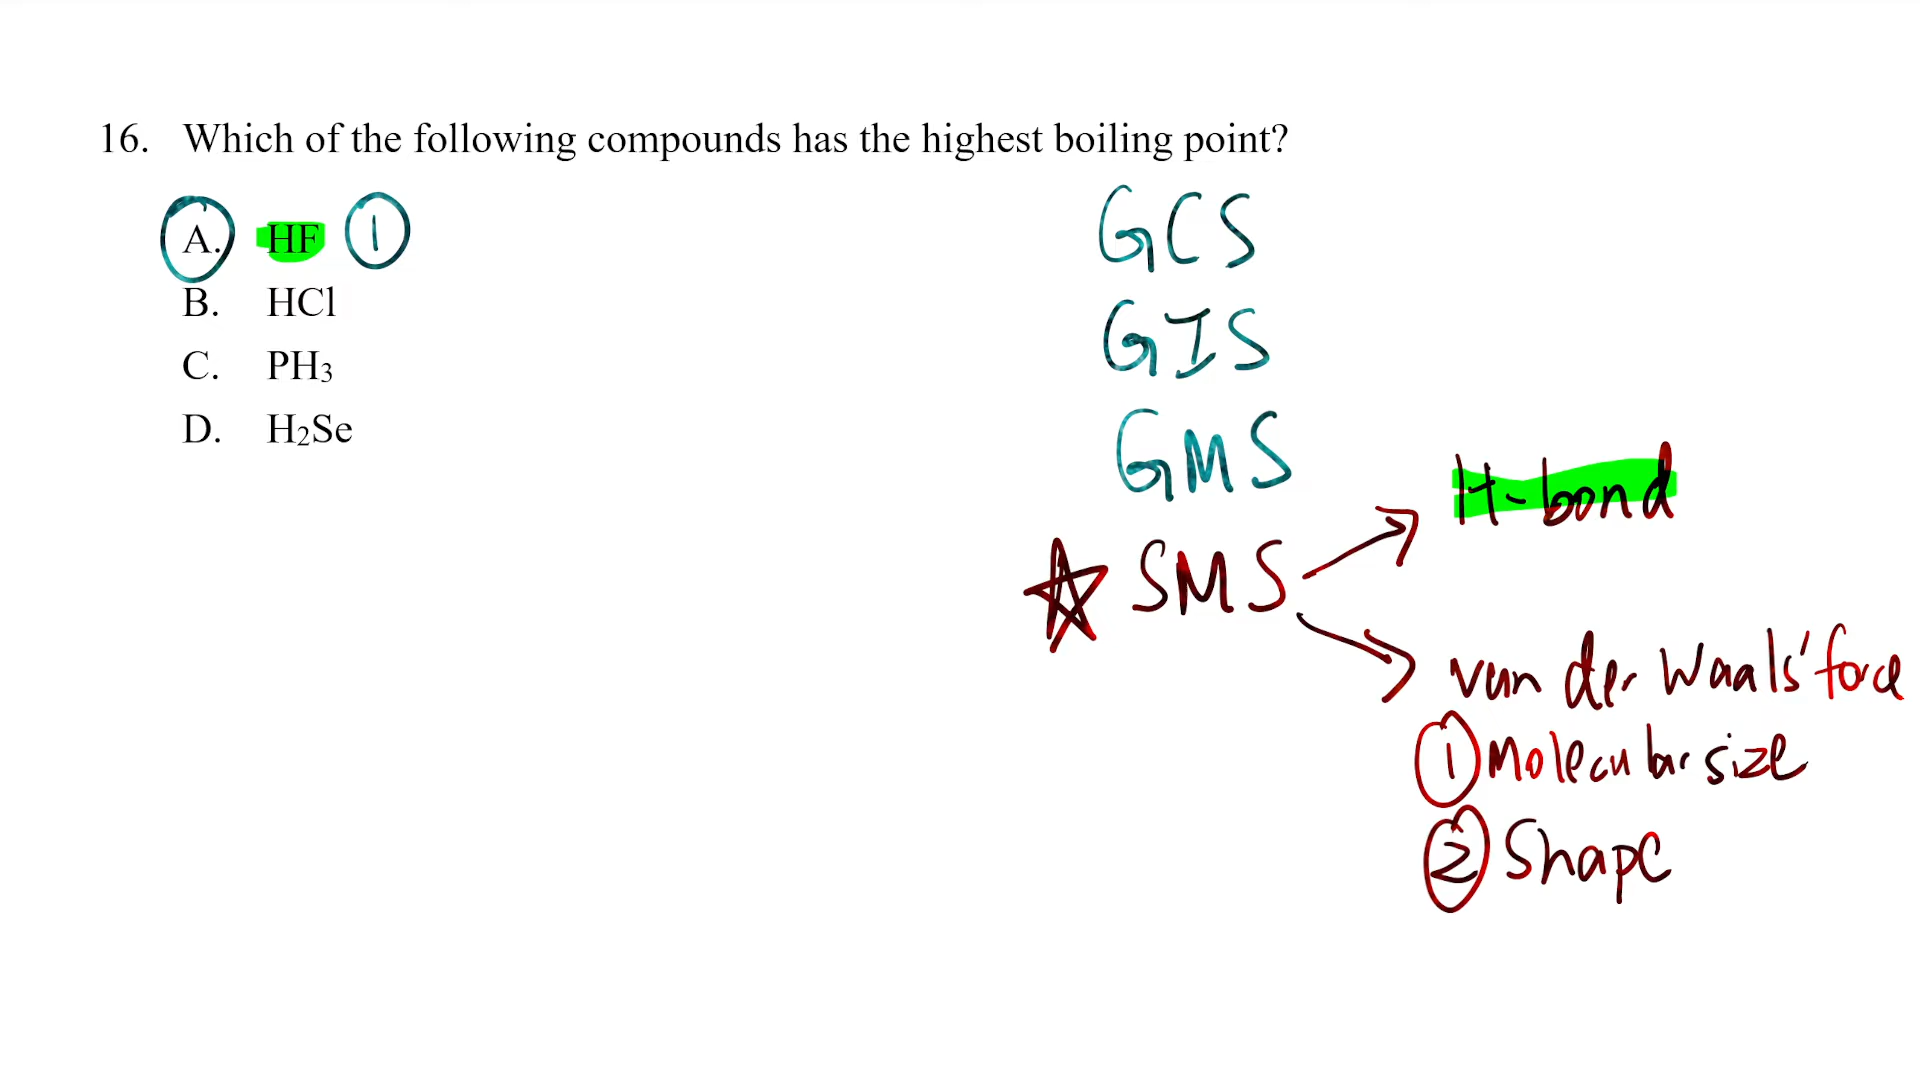 16. Which of the following compounds has the highest boiling point?
A. HF 1
B. HCl
C. PH₃
D. H₂Se
GCS
GIS
GMS
H-bond
SMS
van der Waals' force
1 Molecular size
2 Shape